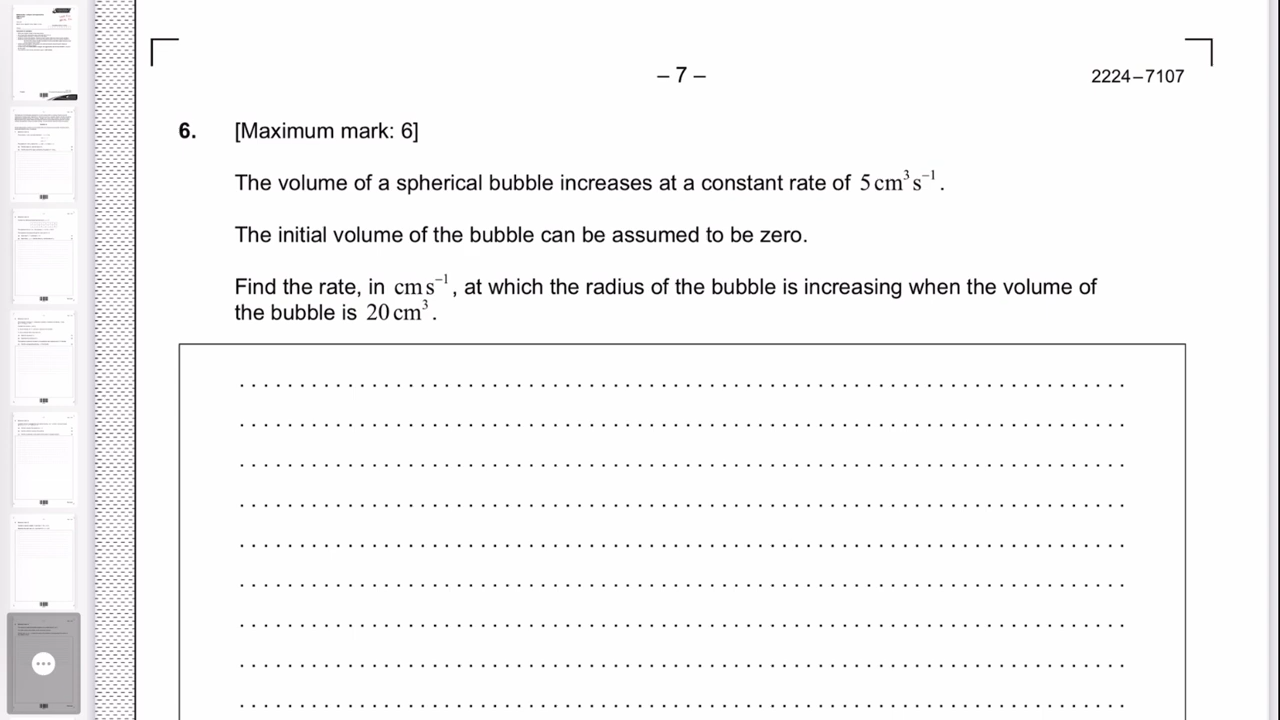 – 7 –
2224 – 7107
6. [Maximum mark: 6]
The volume of a spherical bubble increases at a constant rate of 5 cm³ s⁻¹.
The initial volume of the bubble can be assumed to be zero.
Find the rate, in cm s⁻¹, at which the radius of the bubble is increasing when the volume of
the bubble is 20 cm³.